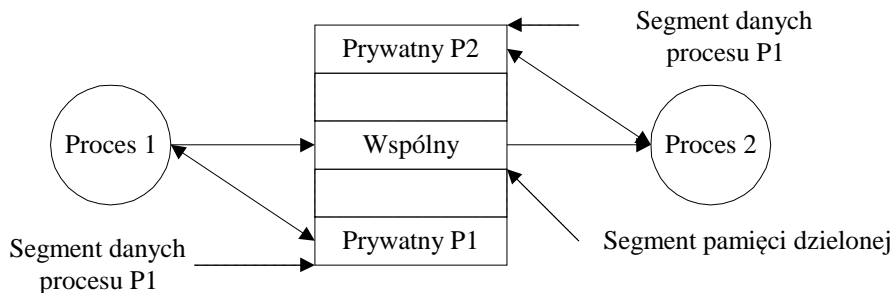 Segment danych
procesu P1
Prywatny P2
Proces 1
Wspólny
Proces 2
Prywatny P1
Segment danych
procesu P1
Segment pamięci dzielonej